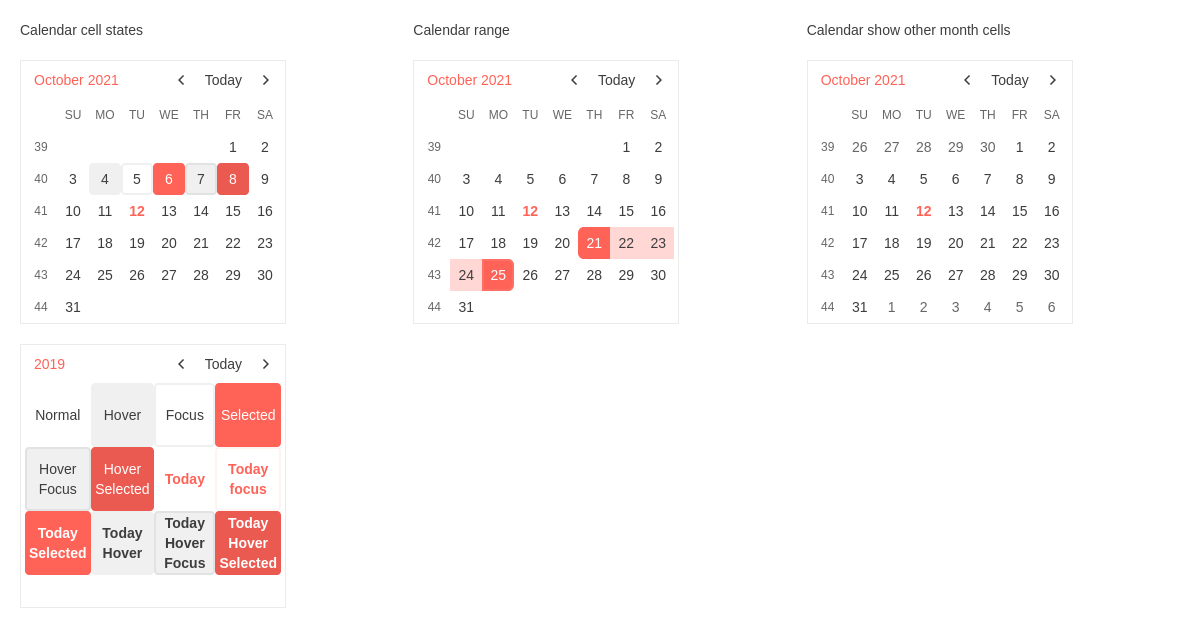 Calendar cell states
October 2021 Today
SU MO TU WE TH FR SA
39 1 2
40 3 4 5 6 7 8 9
41 10 11 12 13 14 15 16
42 17 18 19 20 21 22 23
43 24 25 26 27 28 29 30
44 31
2019 Today
Normal Hover Focus Selected
Hover Focus Hover Selected Today Today focus
Today Selected Today Hover Today Hover Focus Today Hover Selected
Calendar range
October 2021 Today
SU MO TU WE TH FR SA
39 1 2
40 3 4 5 6 7 8 9
41 10 11 12 13 14 15 16
42 17 18 19 20 21 22 23
43 24 25 26 27 28 29 30
44 31
Calendar show other month cells
October 2021 Today
SU MO TU WE TH FR SA
39 26 27 28 29 30 1 2
40 3 4 5 6 7 8 9
41 10 11 12 13 14 15 16
42 17 18 19 20 21 22 23
43 24 25 26 27 28 29 30
44 31 1 2 3 4 5 6